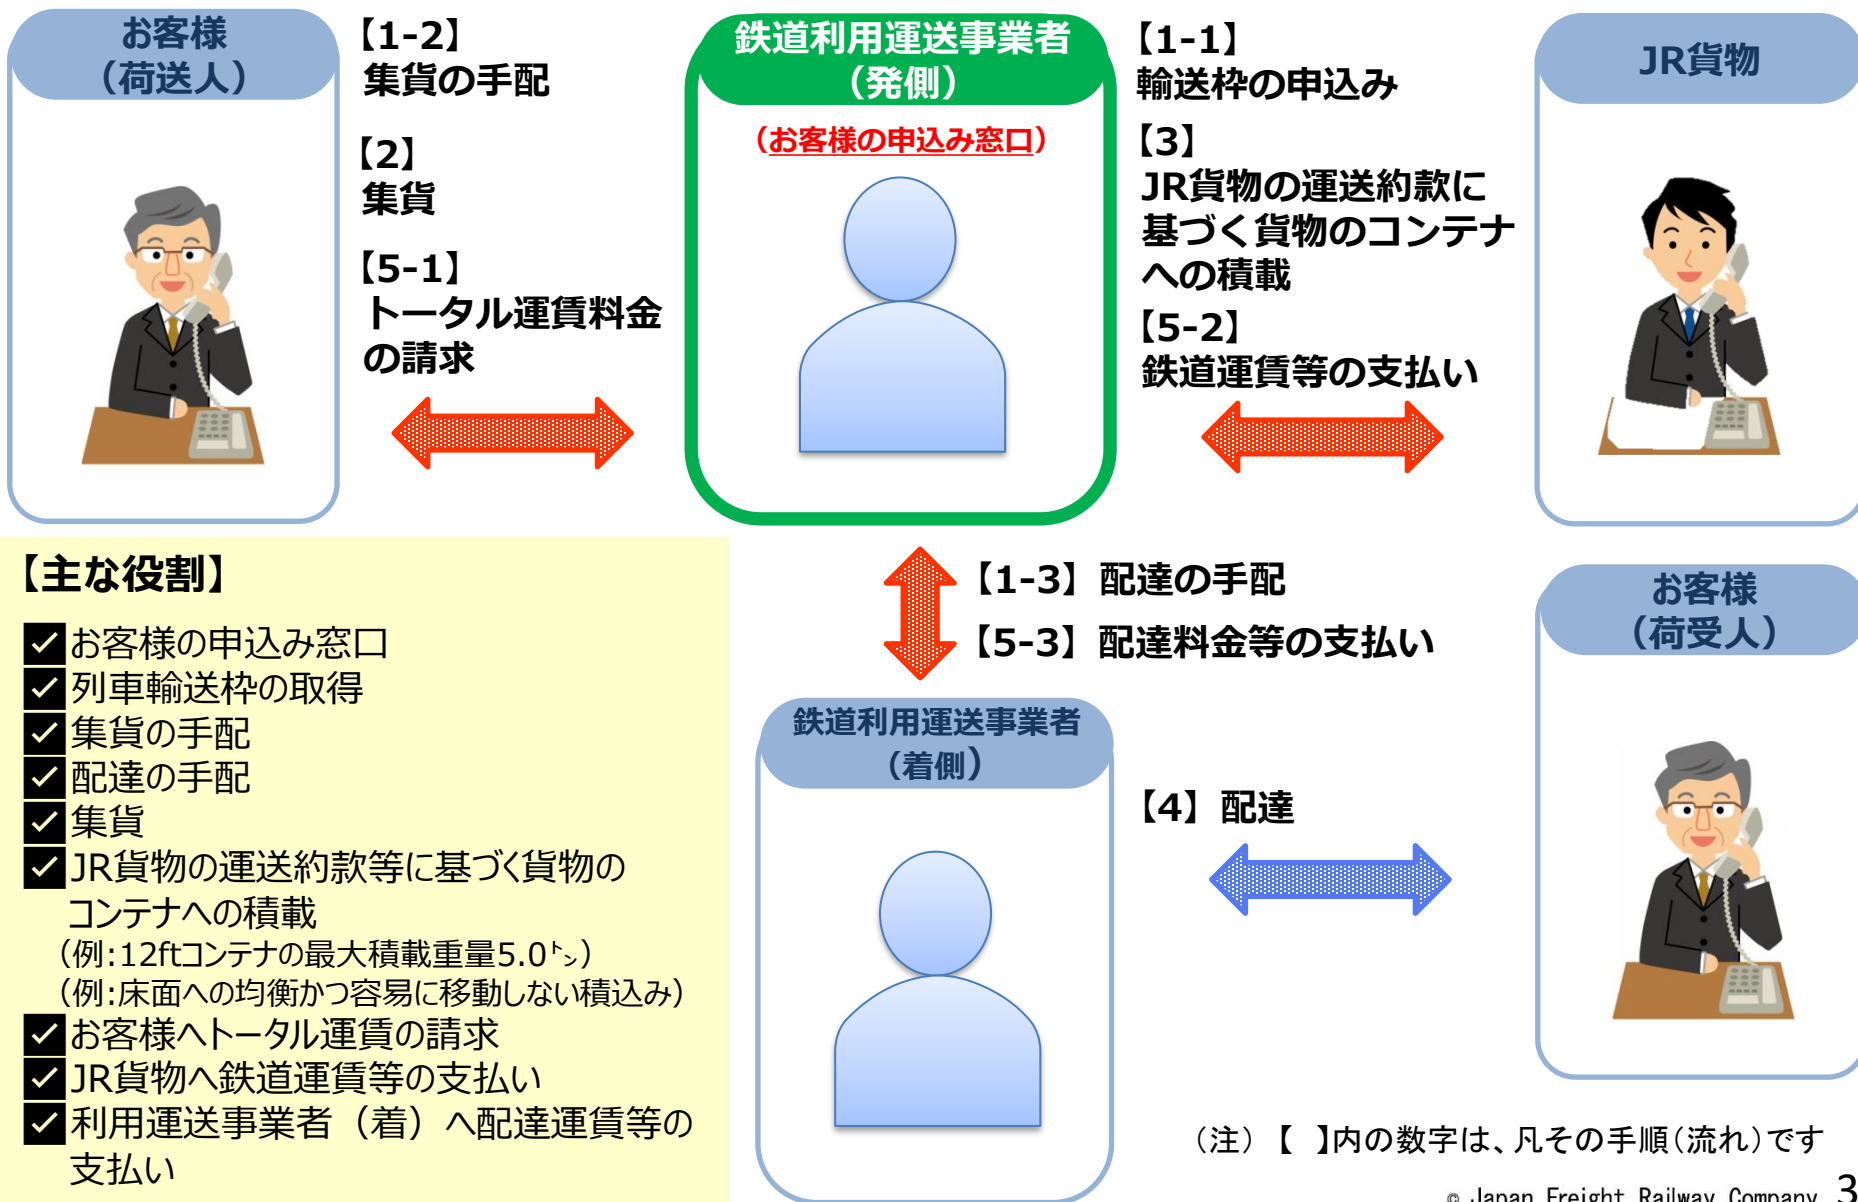 お客様
（荷送人）
【1-2】
集貨の手配
【2】
集貨
【5-1】
トータル運賃料金
の請求
鉄道利用運送事業者
（発側）
（お客様の申込み窓口）
【1-1】
輸送枠の申込み
【3】
JR貨物の運送約款に
基づく貨物のコンテナ
への積載
【5-2】
鉄道運賃等の支払い
JR貨物
【主な役割】
✓お客様の申込み窓口
✓列車輸送枠の取得
✓集貨の手配
✓配達の手配
✓集貨
✓JR貨物の運送約款等に基づく貨物の
コンテナへの積載
（例:12ftコンテナの最大積載重量5.0㌧）
（例:床面への均衡かつ容易に移動しない積込み）
✓お客様へトータル運賃の請求
✓JR貨物へ鉄道運賃等の支払い
✓利用運送事業者（着）へ配達運賃等の
支払い
【1-3】配達の手配
【5-3】配達料金等の支払い
鉄道利用運送事業者
（着側）
【4】配達
お客様
（荷受人）
（注）【　】内の数字は、凡その手順（流れ）です
© Japan Freight Railway Company 3